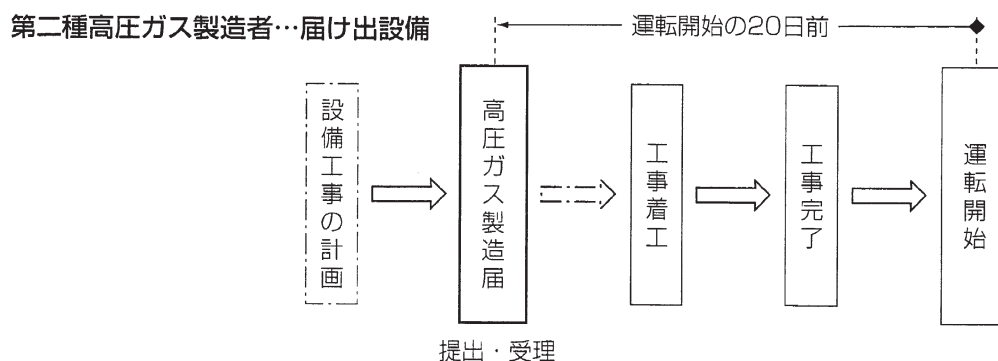 第二種高圧ガス製造者…届け出設備
運転開始の20日前
設備工事の計画
高圧ガス製造届
工事着工
工事完了
運転開始
提出・受理